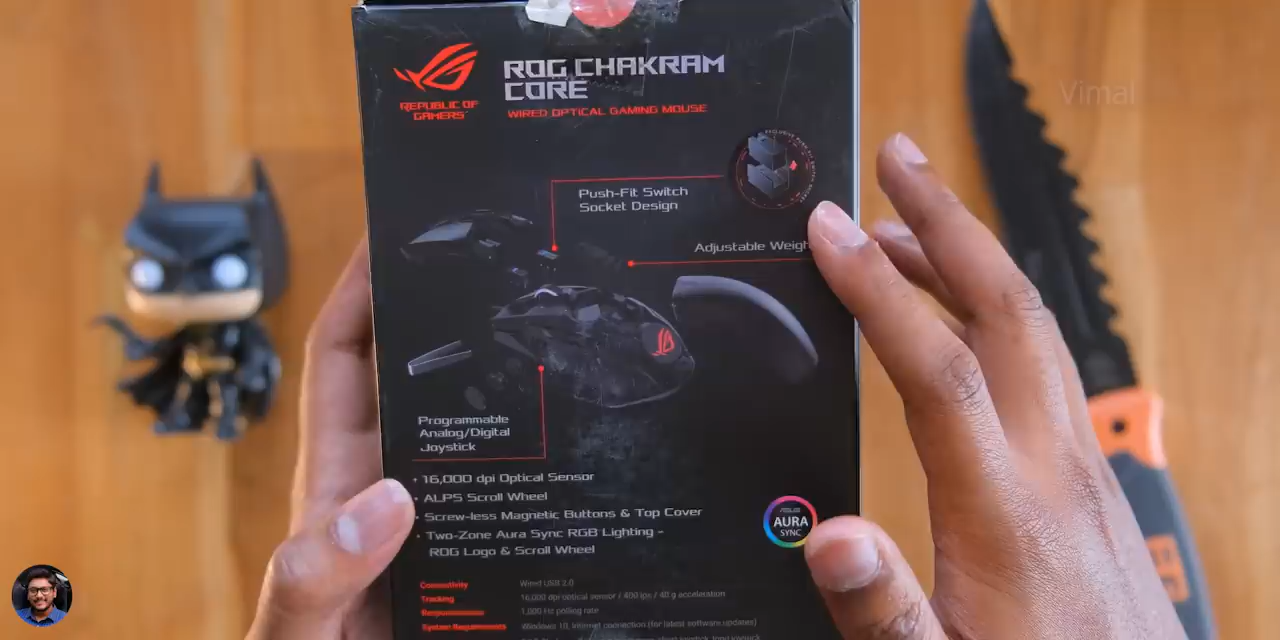 Vimal
REPUBLIC OF
GAMERS
ROG CHAKRAM
CORE
WIRED OPTICAL GAMING MOUSE
Push-Fit Switch
Socket Design
Adjustable Weigh
Programmable
Analog/Digital
Joystick
• 16,000 dpi Optical Sensor
• ALPS Scroll Wheel
• Screw-less Magnetic Buttons & Top Cover
• Two-Zone Aura Sync RGB Lighting –
ROG Logo & Scroll Wheel
ASUS
AURA
SYNC
Connectivity Wired USB 2.0
Tracking 16,000 dpi optical sensor / 400 ips / 40 g acceleration
Responsiveness 1,000 Hz polling rate
System Requirements Windows 10, Internet connection (for latest software updates)